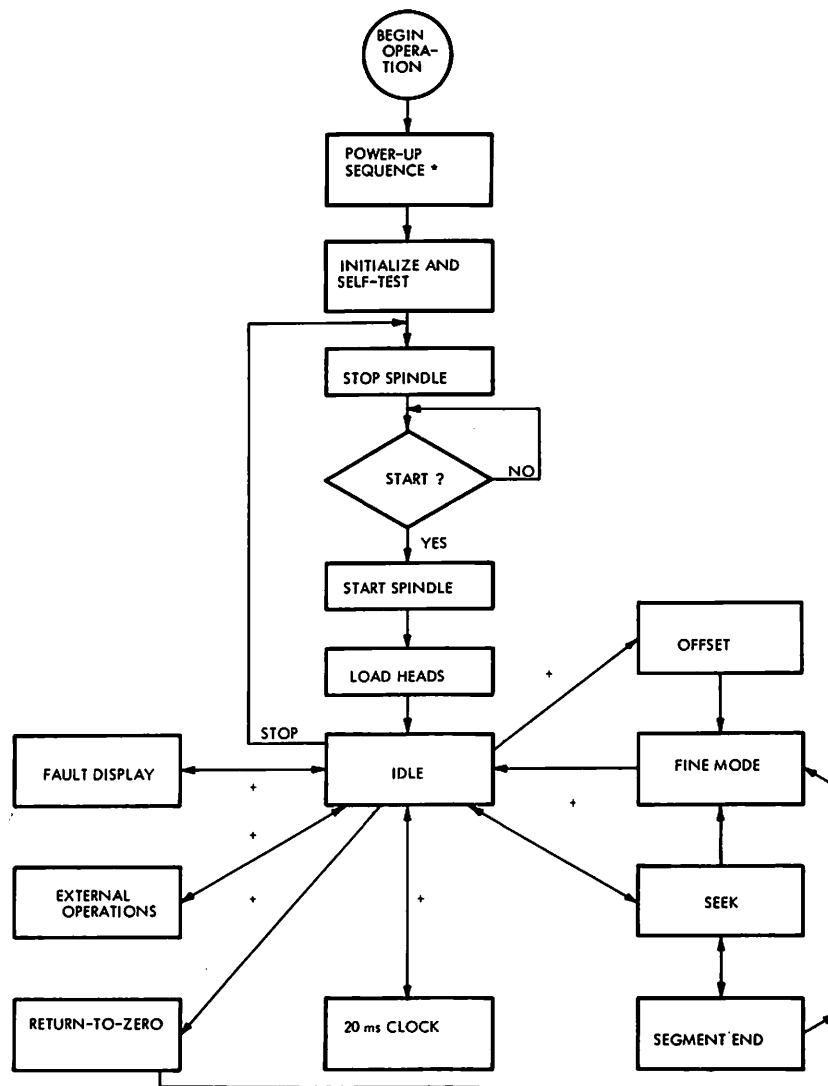 BEGIN
OPERA-
TION
POWER-UP
SEQUENCE *
INITIALIZE AND
SELF-TEST
STOP SPINDLE
START ?
NO
YES
START SPINDLE
OFFSET
+
LOAD HEADS
STOP
FAULT DISPLAY
IDLE
FINE MODE
+
+
+
EXTERNAL
OPERATIONS
+
+
SEEK
RETURN-TO-ZERO
20 ms CLOCK
SEGMENT END